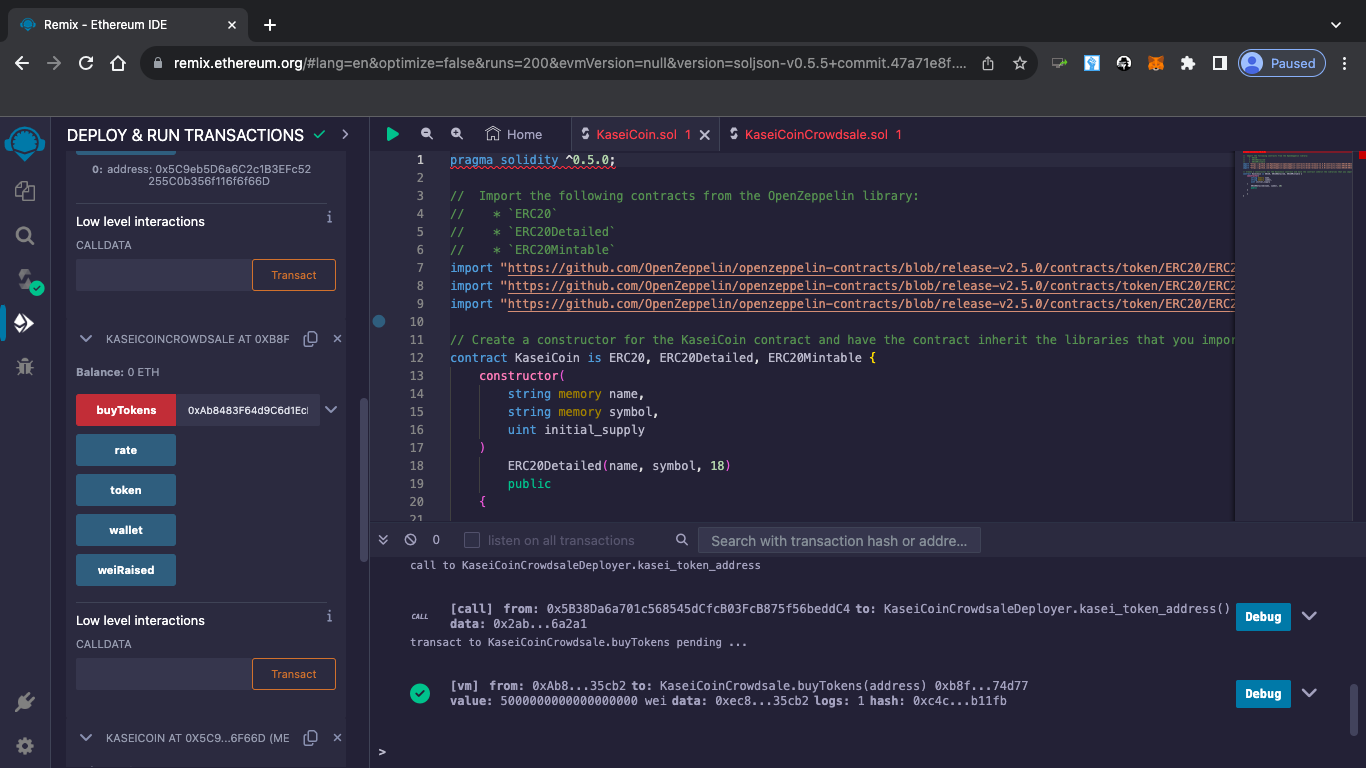 Remix - Ethereum IDE
remix.ethereum.org/#lang=en&optimize=false&runs=200&evmVersion=null&version=soljson-v0.5.5+commit.47a71e8f....
Paused
DEPLOY & RUN TRANSACTIONS
0: address: 0x5C9eb5D6a6C2c1B3EFc52
255C0b356f116f6f66D
Low level interactions
i
CALLDATA
Transact
KASEICOINCROWDSALE AT 0XB8F
Balance: 0 ETH
buyTokens 0xAb8483F64d9C6d1Ecl
rate
token
wallet
weiRaised
Low level interactions
i
CALLDATA
Transact
KASEICOIN AT 0X5C9...6F66D (ME
Home
KaseiCoin.sol 1
KaseiCoinCrowdsale.sol 1
1 pragma solidity ^0.5.0;
2
3 //  Import the following contracts from the OpenZeppelin library:
4 //    * `ERC20`
5 //    * `ERC20Detailed`
6 //    * `ERC20Mintable`
7 import "https://github.com/OpenZeppelin/openzeppelin-contracts/blob/release-v2.5.0/contracts/token/ERC20/ERC2
8 import "https://github.com/OpenZeppelin/openzeppelin-contracts/blob/release-v2.5.0/contracts/token/ERC20/ERC2
9 import "https://github.com/OpenZeppelin/openzeppelin-contracts/blob/release-v2.5.0/contracts/token/ERC20/ERC2
10
11 // Create a constructor for the KaseiCoin contract and have the contract inherit the libraries that you impor
12 contract KaseiCoin is ERC20, ERC20Detailed, ERC20Mintable {
13     constructor(
14         string memory name,
15         string memory symbol,
16         uint initial_supply
17     )
18         ERC20Detailed(name, symbol, 18)
19         public
20     {
21
0
listen on all transactions
Search with transaction hash or addre...
call to KaseiCoinCrowdsaleDeployer.kasei_token_address
CALL [call] from: 0x5B38Da6a701c568545dCfcB03FcB875f56beddC4 to: KaseiCoinCrowdsaleDeployer.kasei_token_address()
data: 0x2ab...6a2a1
Debug
transact to KaseiCoinCrowdsale.buyTokens pending ...
[vm] from: 0xAb8...35cb2 to: KaseiCoinCrowdsale.buyTokens(address) 0xb8f...74d77
value: 5000000000000000000 wei data: 0xec8...35cb2 logs: 1 hash: 0xc4c...b11fb
Debug
>